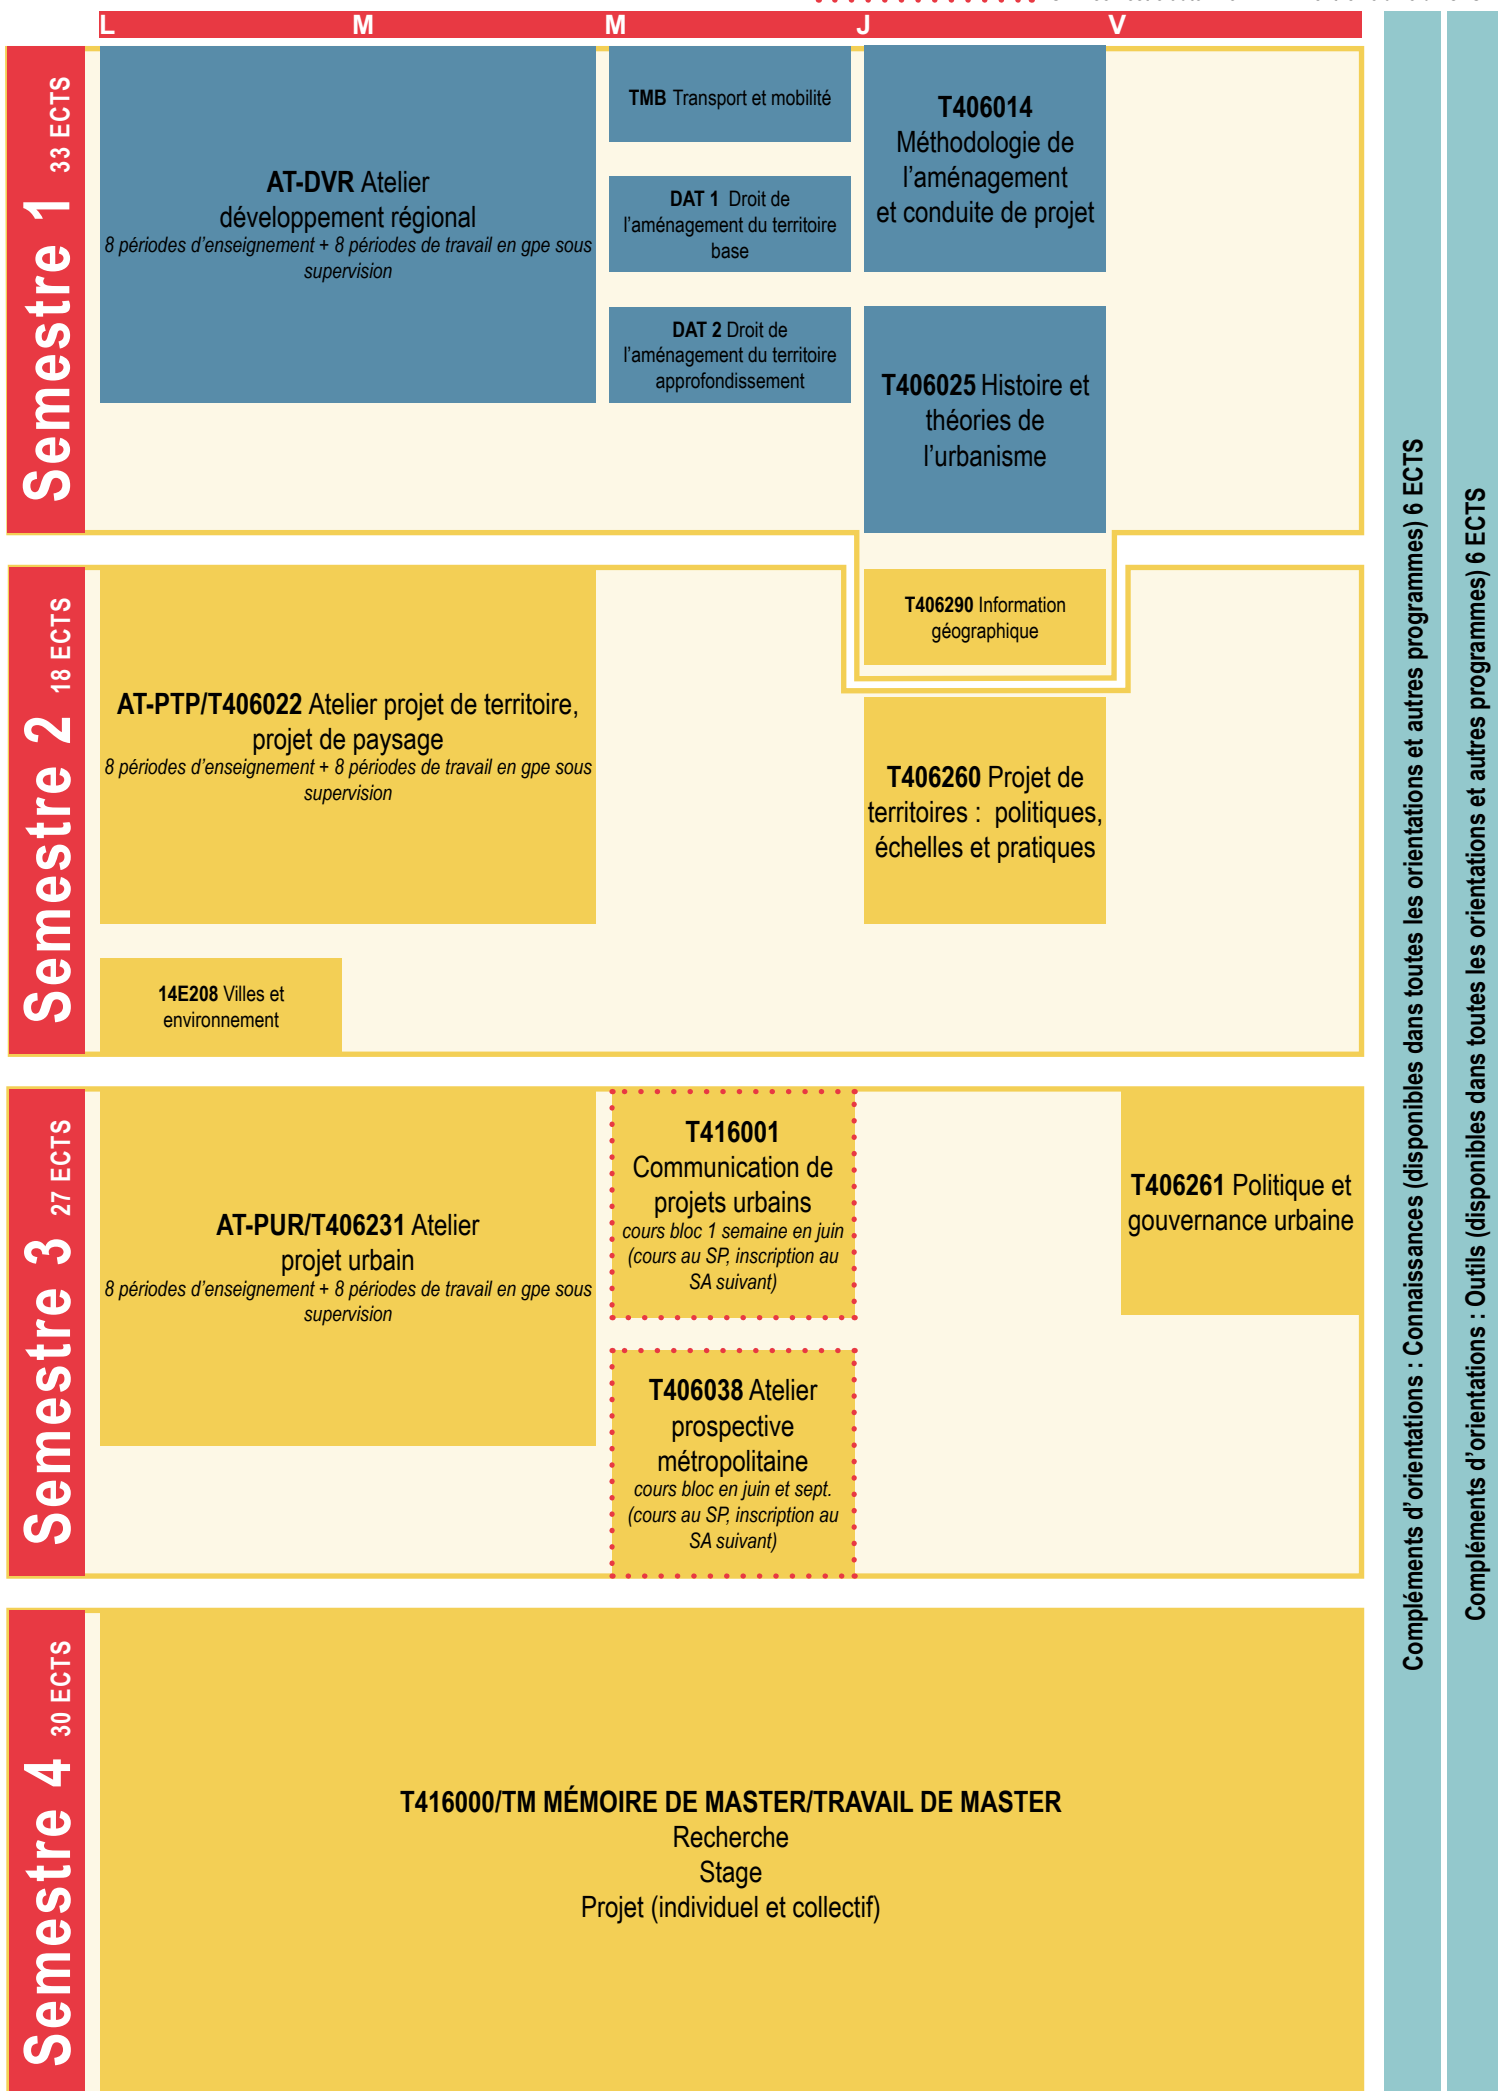 L M M J V
Semestre 1 33 ECTS
AT-DVR Atelier
développement régional
8 périodes d'enseignement + 8 périodes de travail en gpe sous
supervision
TMB Transport et mobilité
DAT 1 Droit de
l'aménagement du territoire
base
DAT 2 Droit de
l'aménagement du territoire
approfondissement
T406014
Méthodologie de
l'aménagement
et conduite de projet
T406025 Histoire et
théories de
l'urbanisme
Semestre 2 18 ECTS
AT-PTP/T406022 Atelier projet de territoire,
projet de paysage
8 périodes d'enseignement + 8 périodes de travail en gpe sous
supervision
T406290 Information
géographique
T406260 Projet de
territoires : politiques,
échelles et pratiques
14E208 Villes et
environnement
Semestre 3 27 ECTS
AT-PUR/T406231 Atelier
projet urbain
8 périodes d'enseignement + 8 périodes de travail en gpe sous
supervision
T416001
Communication de
projets urbains
cours bloc 1 semaine en juin
(cours au SP, inscription au
SA suivant)
T406038 Atelier
prospective
métropolitaine
cours bloc en juin et sept.
(cours au SP, inscription au
SA suivant)
T406261 Politique et
gouvernance urbaine
Semestre 4 30 ECTS
T416000/TM MÉMOIRE DE MASTER/TRAVAIL DE MASTER
Recherche
Stage
Projet (individuel et collectif)
Compléments d'orientations : Connaissances (disponibles dans toutes les orientations et autres programmes) 6 ECTS
Compléments d'orientations : Outils (disponibles dans toutes les orientations et autres programmes) 6 ECTS